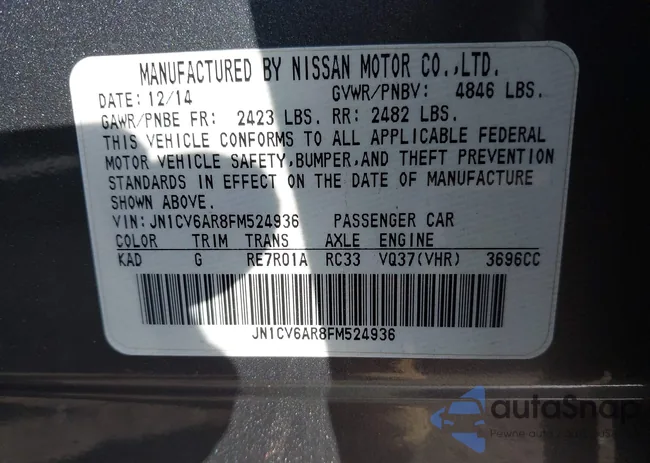 MANUFACTURED BY NISSAN MOTOR CO.,LTD.
DATE: 12/14 GVWR/PNBV: 4846 LBS.
GAWR/PNBE FR: 2423 LBS. RR: 2482 LBS.
THIS VEHICLE CONFORMS TO ALL APPLICABLE FEDERAL
MOTOR VEHICLE SAFETY,BUMPER,AND THEFT PREVENTION
STANDARDS IN EFFECT ON THE DATE OF MANUFACTURE
SHOWN ABOVE.
VIN: JN1CV6AR8FM524936 PASSENGER CAR
COLOR TRIM TRANS AXLE ENGINE
KAD G RE7R01A RC33 VQ37(VHR) 3696CC
JN1CV6AR8FM524936
autoSnap
Pewne auta